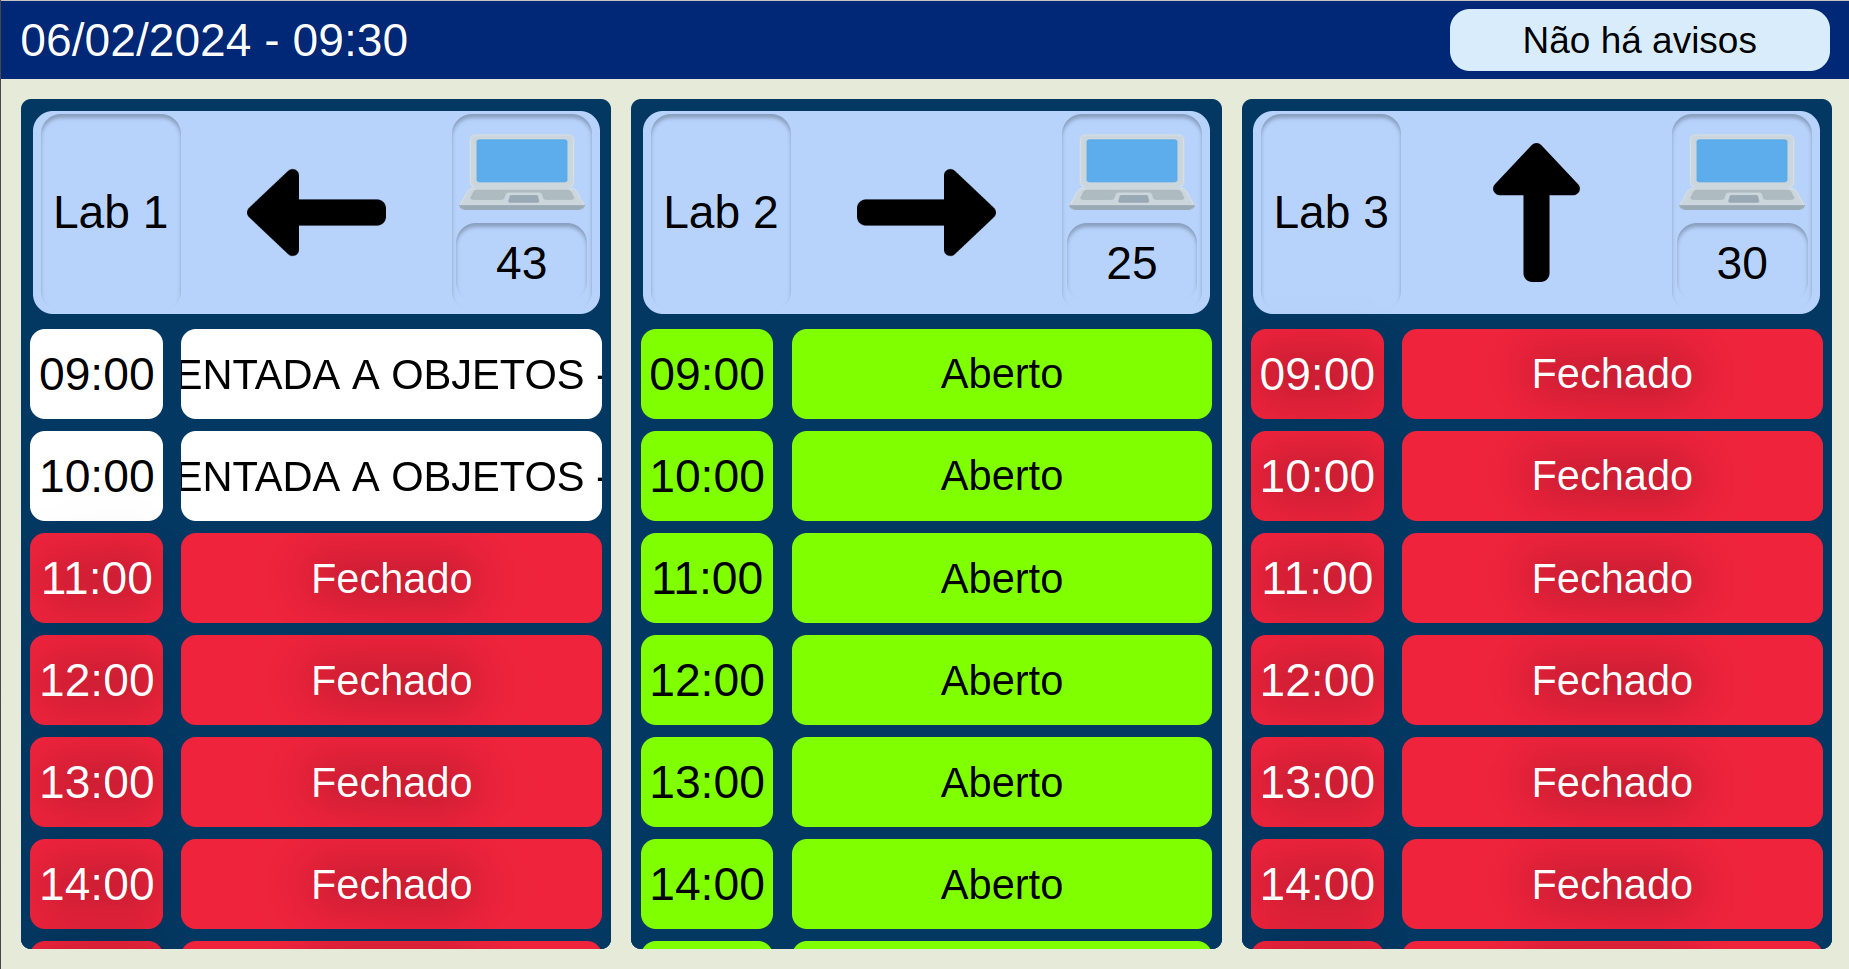 06/02/2024 - 09:30
Não há avisos
Lab 1
43
09:00
ENTADA A OBJETOS -
10:00
ENTADA A OBJETOS -
11:00
Fechado
12:00
Fechado
13:00
Fechado
14:00
Fechado
Lab 2
25
09:00
Aberto
10:00
Aberto
11:00
Aberto
12:00
Aberto
13:00
Aberto
14:00
Aberto
Lab 3
30
09:00
Fechado
10:00
Fechado
11:00
Fechado
12:00
Fechado
13:00
Fechado
14:00
Fechado